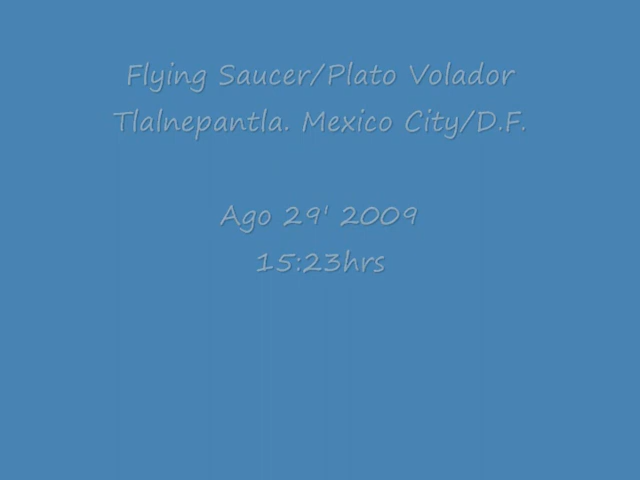 Flying Saucer/Plato Volador
Tlalnepantla. Mexico City/D.F.
Ago 29' 2009
15:23hrs